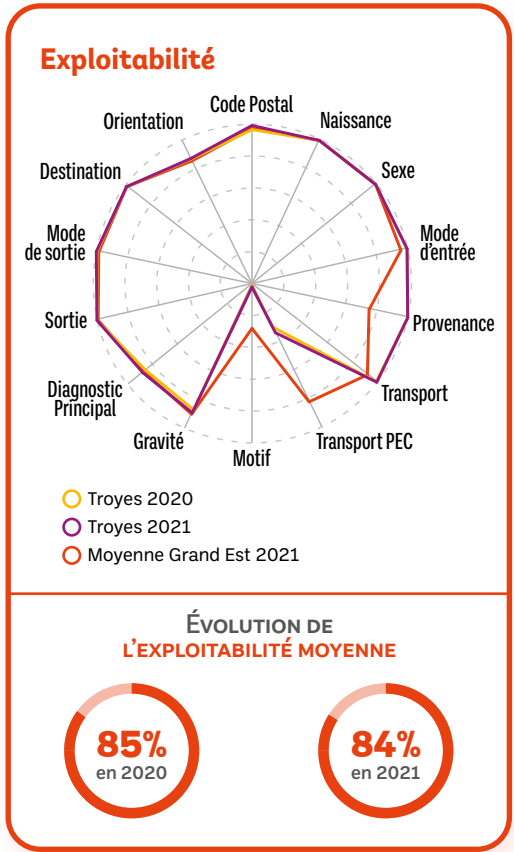 Exploitabilité
Code Postal
Orientation
Naissance
Destination
Sexe
Mode
de sortie
Mode
d'entrée
Sortie
Provenance
Diagnostic
Principal
Transport
Gravité
Transport PEC
Motif
Troyes 2020
Troyes 2021
Moyenne Grand Est 2021
Évolution de
l'exploitabilité moyenne
85%
en 2020
84%
en 2021